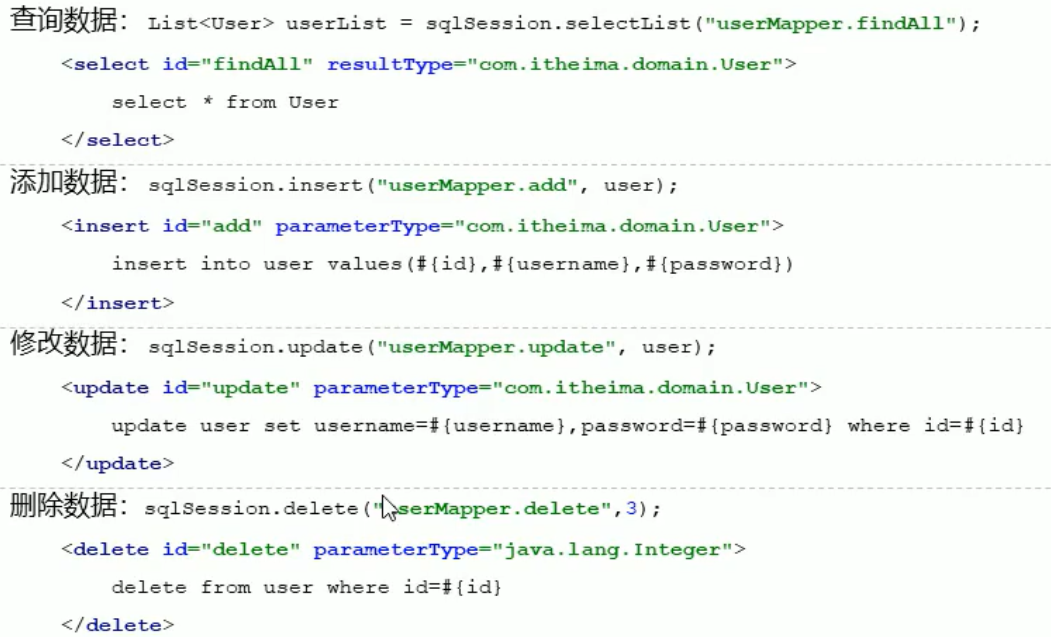 查询数据：List<User> userList = sqlSession.selectList("userMapper.findAll");
<select id="findAll" resultType="com.itheima.domain.User">
select * from User
</select>
添加数据：sqlSession.insert("userMapper.add", user);
<insert id="add" parameterType="com.itheima.domain.User">
insert into user values(#{id},#{username},#{password})
</insert>
修改数据：sqlSession.update("userMapper.update", user);
<update id="update" parameterType="com.itheima.domain.User">
update user set username=#{username},password=#{password} where id=#{id}
</update>
删除数据：sqlSession.delete("userMapper.delete",3);
<delete id="delete" parameterType="java.lang.Integer">
delete from user where id=#{id}
</delete>